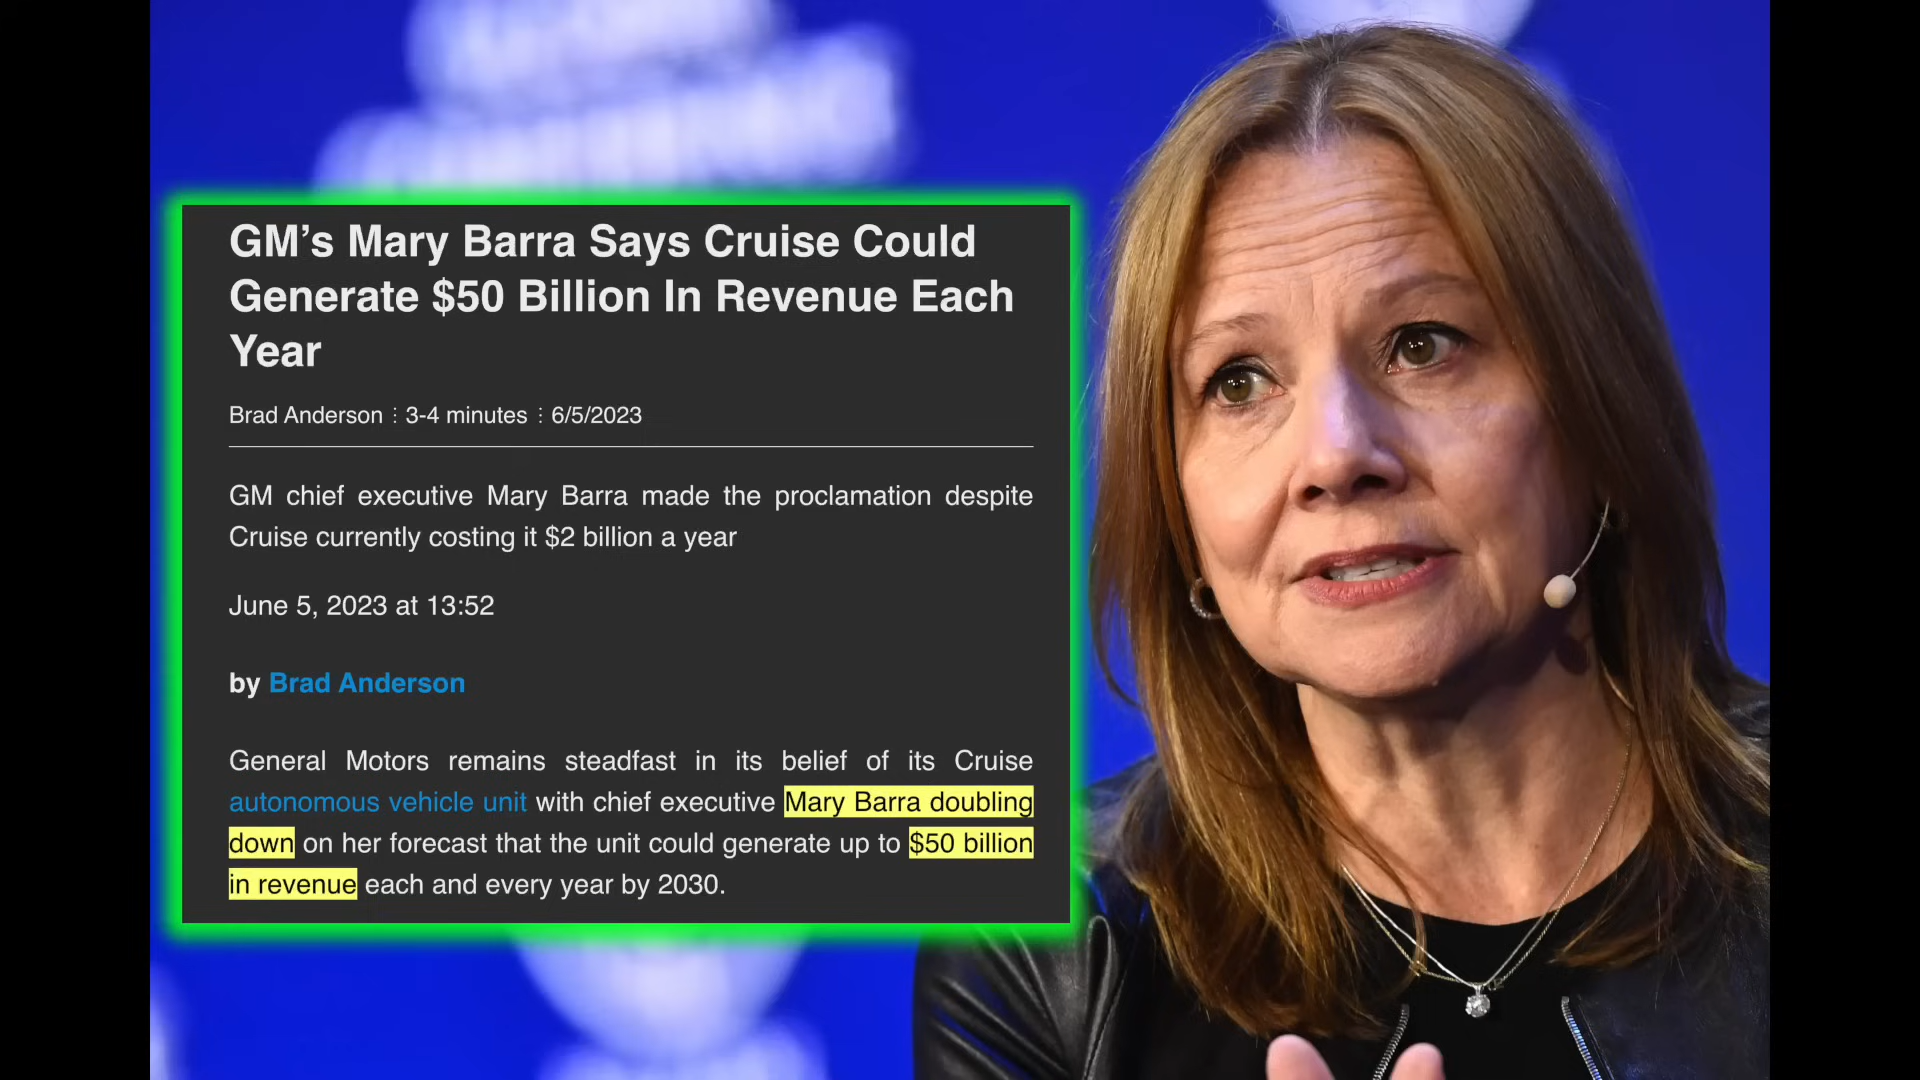 GM’s Mary Barra Says Cruise Could
Generate $50 Billion In Revenue Each
Year
Brad Anderson ⋮ 3-4 minutes ⋮ 6/5/2023
GM chief executive Mary Barra made the proclamation despite
Cruise currently costing it $2 billion a year
June 5, 2023 at 13:52
by Brad Anderson
General Motors remains steadfast in its belief of its Cruise
autonomous vehicle unit with chief executive Mary Barra doubling
down on her forecast that the unit could generate up to $50 billion
in revenue each and every year by 2030.